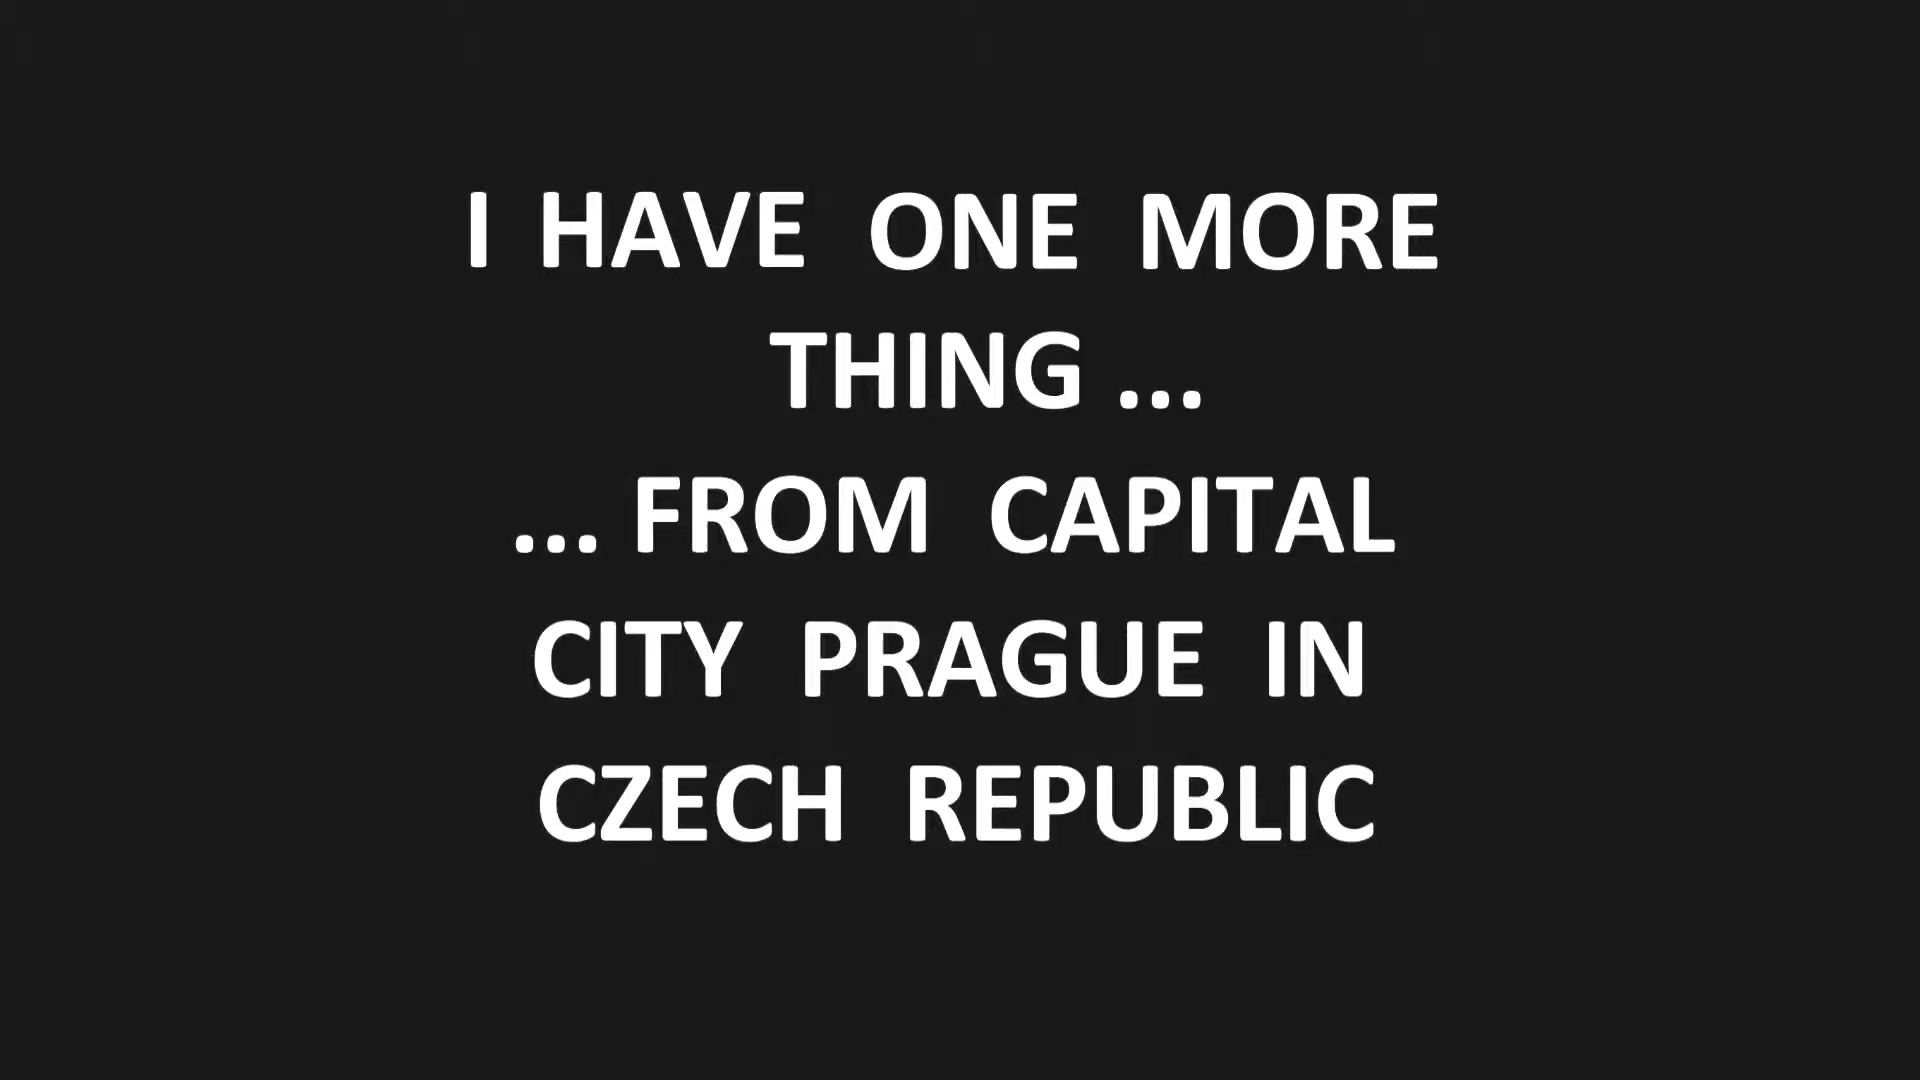 I HAVE ONE MORE
THING ...
... FROM CAPITAL
CITY PRAGUE IN
CZECH REPUBLIC